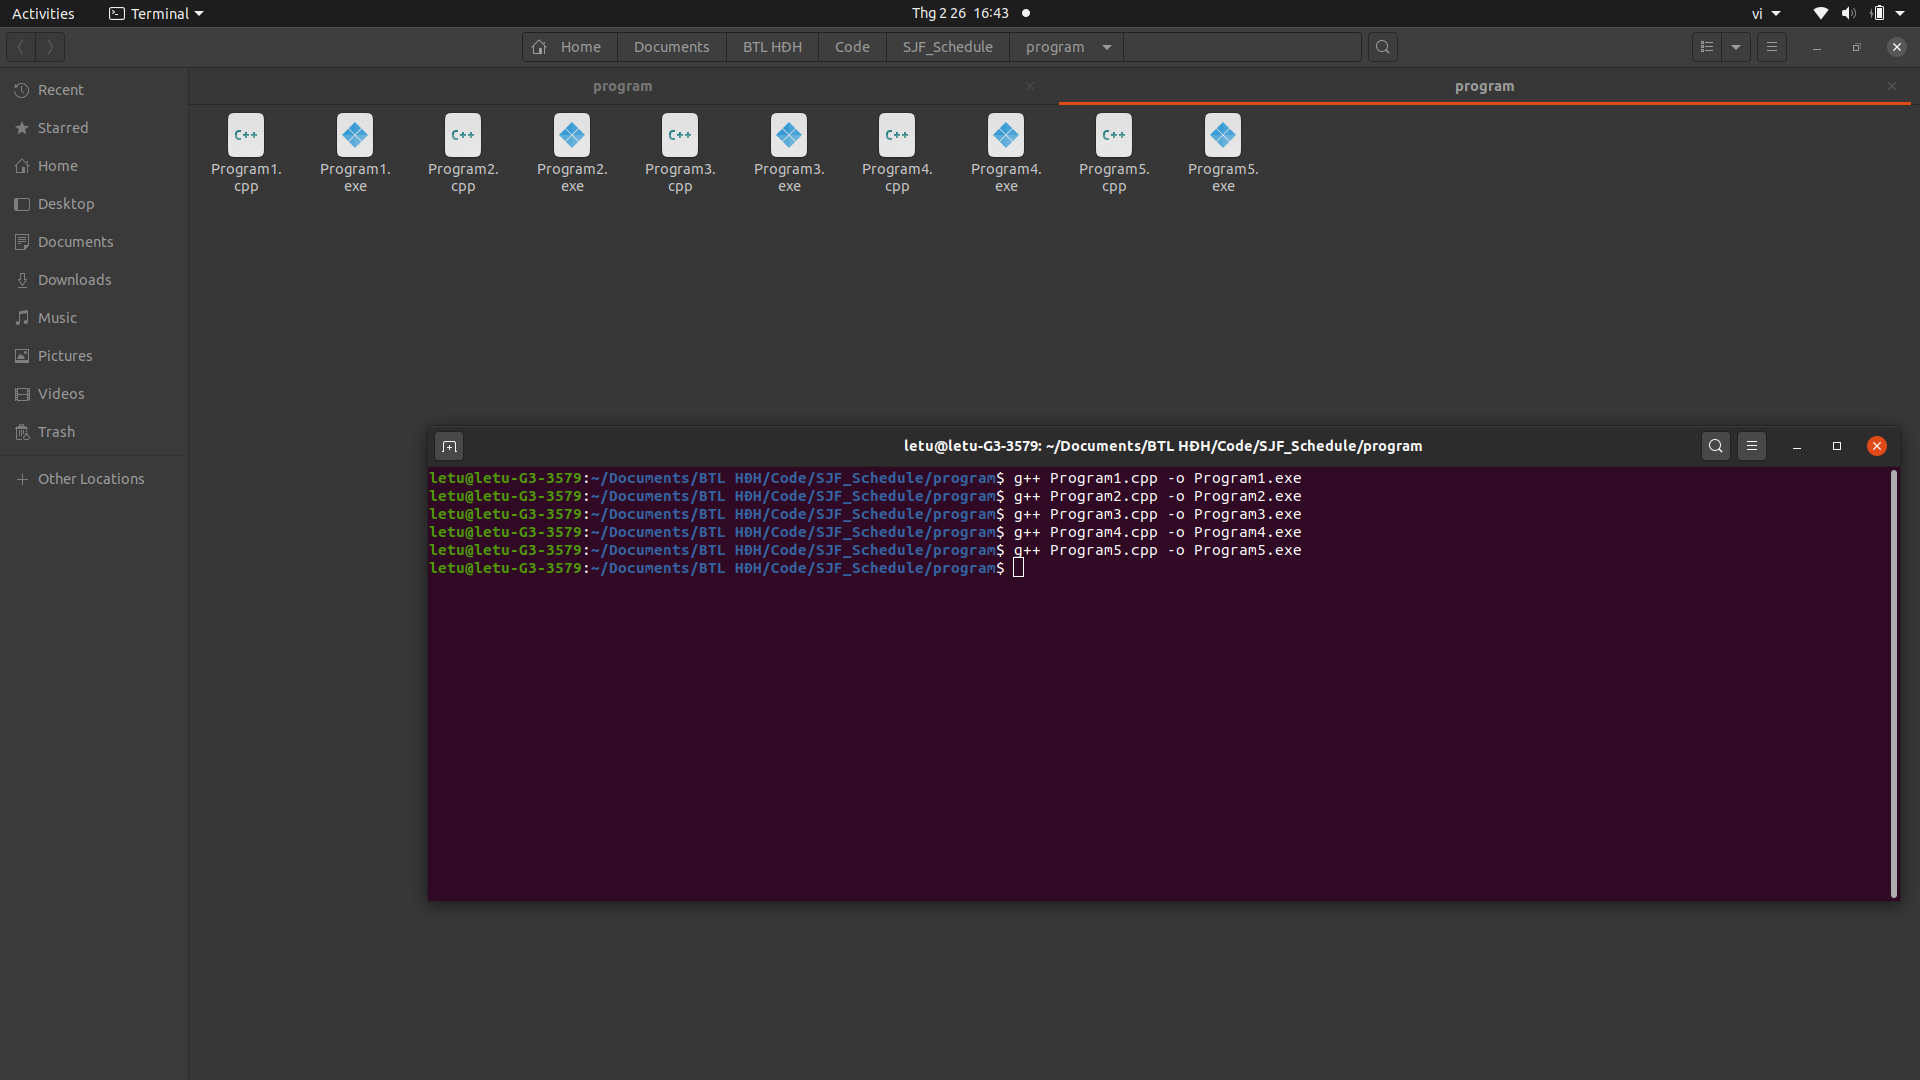 Activities Terminal Thg 2 26 16:43 vi
Home Documents BTL HĐH Code SJF_Schedule program
Recent
Starred
Home
Desktop
Documents
Downloads
Music
Pictures
Videos
Trash
Other Locations
program program
Program1.cpp
Program1.exe
Program2.cpp
Program2.exe
Program3.cpp
Program3.exe
Program4.cpp
Program4.exe
Program5.cpp
Program5.exe
letu@letu-G3-3579: ~/Documents/BTL HĐH/Code/SJF_Schedule/program
letu@letu-G3-3579:~/Documents/BTL HĐH/Code/SJF_Schedule/program$ g++ Program1.cpp -o Program1.exe
letu@letu-G3-3579:~/Documents/BTL HĐH/Code/SJF_Schedule/program$ g++ Program2.cpp -o Program2.exe
letu@letu-G3-3579:~/Documents/BTL HĐH/Code/SJF_Schedule/program$ g++ Program3.cpp -o Program3.exe
letu@letu-G3-3579:~/Documents/BTL HĐH/Code/SJF_Schedule/program$ g++ Program4.cpp -o Program4.exe
letu@letu-G3-3579:~/Documents/BTL HĐH/Code/SJF_Schedule/program$ g++ Program5.cpp -o Program5.exe
letu@letu-G3-3579:~/Documents/BTL HĐH/Code/SJF_Schedule/program$